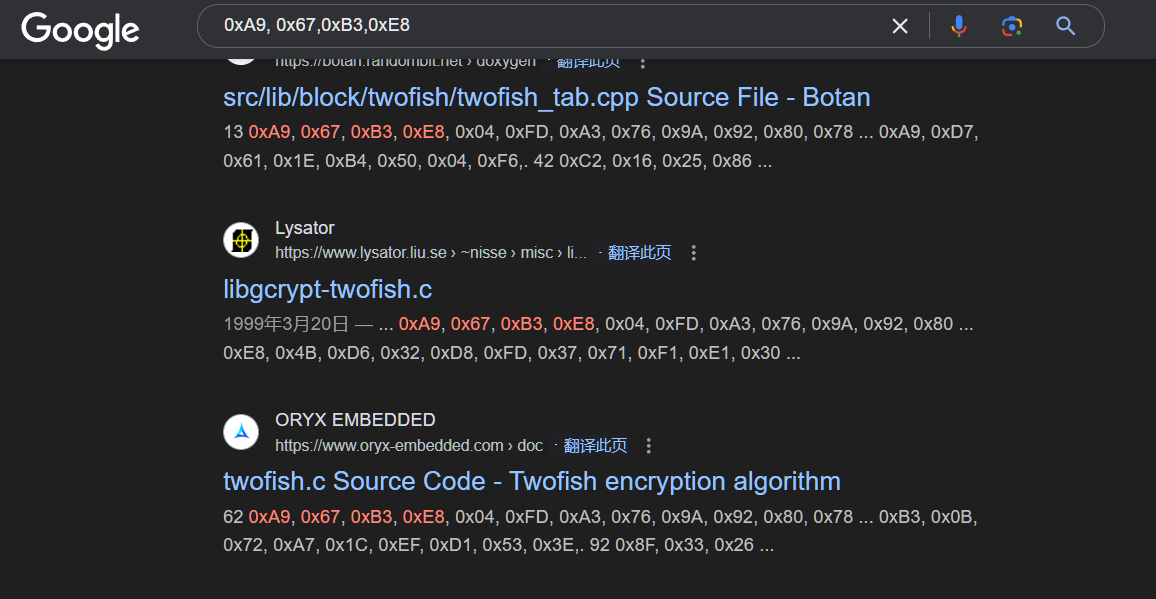 Google
0xA9, 0x67,0xB3,0xE8
https://botan.randombit.net › doxygen · 翻译此页
src/lib/block/twofish/twofish_tab.cpp Source File - Botan
13 0xA9, 0x67, 0xB3, 0xE8, 0x04, 0xFD, 0xA3, 0x76, 0x9A, 0x92, 0x80, 0x78 ... 0xA9, 0xD7,
0x61, 0x1E, 0xB4, 0x50, 0x04, 0xF6,. 42 0xC2, 0x16, 0x25, 0x86 ...
Lysator
https://www.lysator.liu.se › ~nisse › misc › li... · 翻译此页
libgcrypt-twofish.c
1999年3月20日 — ... 0xA9, 0x67, 0xB3, 0xE8, 0x04, 0xFD, 0xA3, 0x76, 0x9A, 0x92, 0x80 ...
0xE8, 0x4B, 0xD6, 0x32, 0xD8, 0xFD, 0x37, 0x71, 0xF1, 0xE1, 0x30 ...
ORYX EMBEDDED
https://www.oryx-embedded.com › doc · 翻译此页
twofish.c Source Code - Twofish encryption algorithm
62 0xA9, 0x67, 0xB3, 0xE8, 0x04, 0xFD, 0xA3, 0x76, 0x9A, 0x92, 0x80, 0x78 ... 0xB3, 0x0B,
0x72, 0xA7, 0x1C, 0xEF, 0xD1, 0x53, 0x3E,. 92 0x8F, 0x33, 0x26 ...